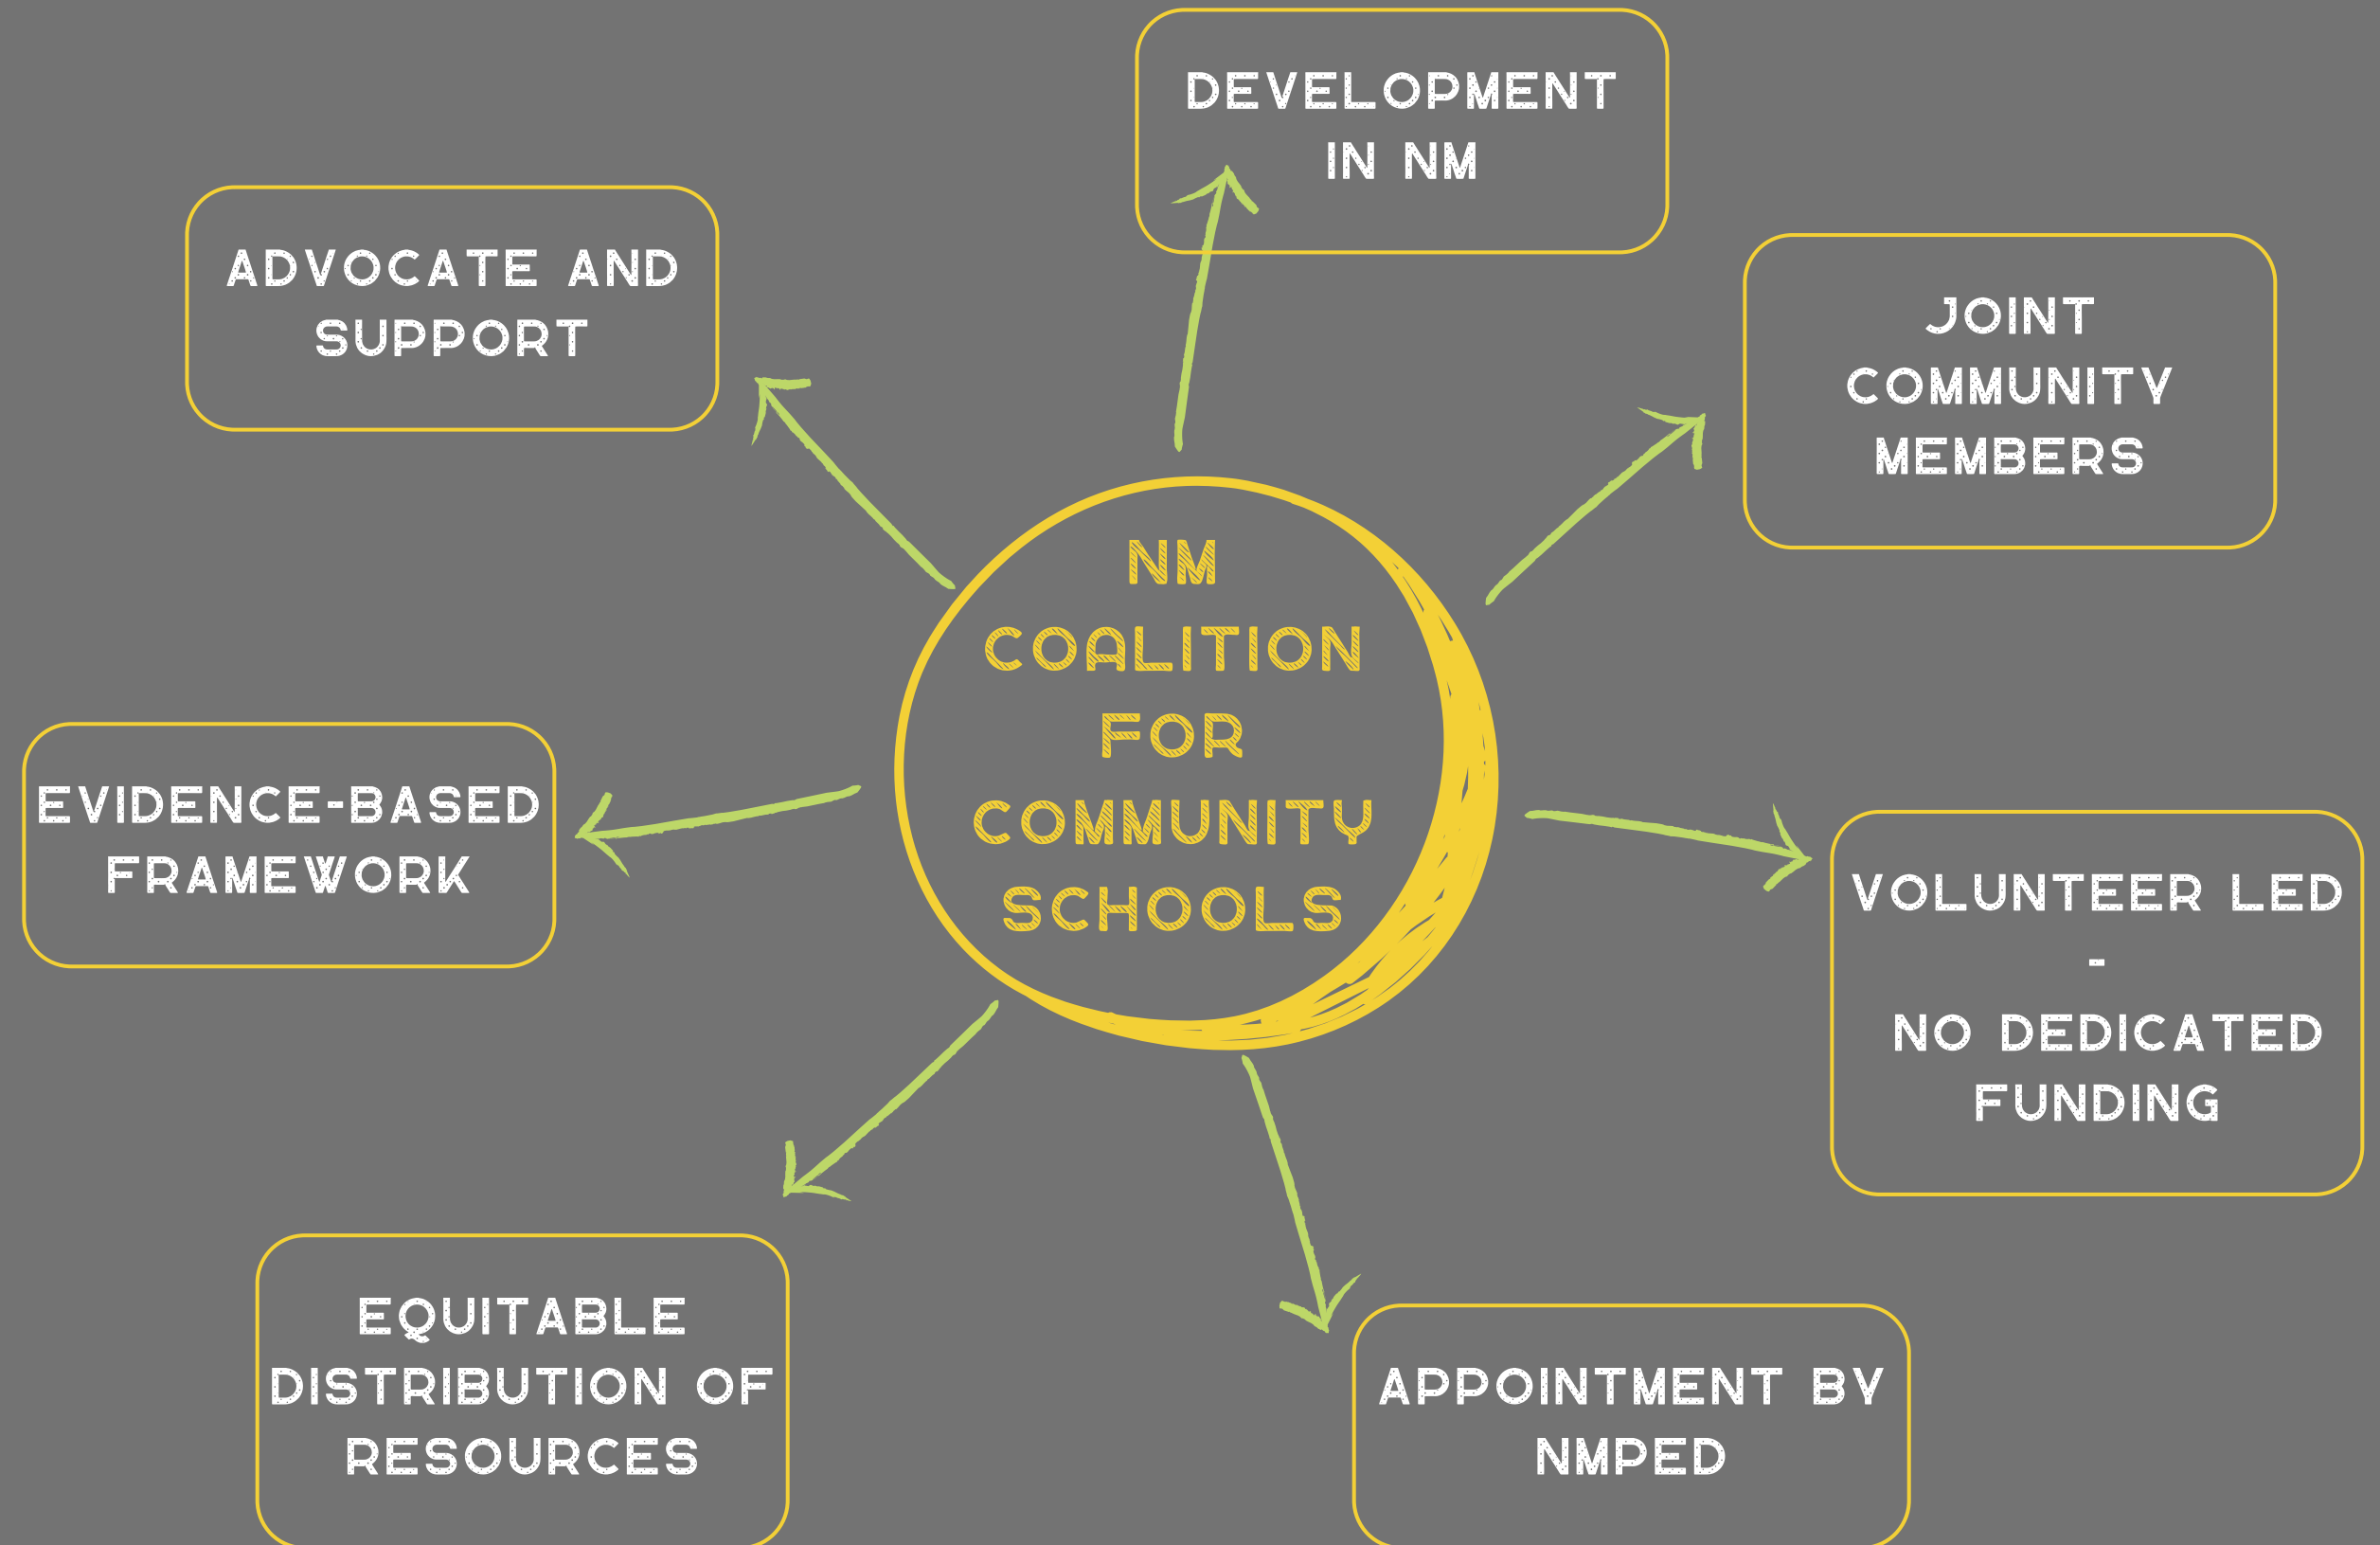 DEVELOPMENT
IN NM
ADVOCATE AND
SUPPORT
JOINT
COMMUNITY
MEMBERS
NM
COALITION
FOR
COMMUNITY
SCHOOLS
EVIDENCE-BASED
FRAMEWORK
VOLUNTEER LED
-
NO DEDICATED
FUNDING
EQUITABLE
DISTRIBUTION OF
RESOURCES
APPOINTMENT BY
NMPED